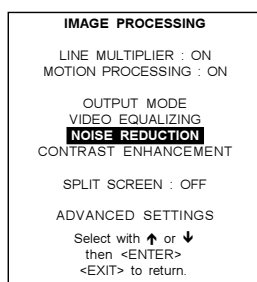 IMAGE PROCESSING
LINE MULTIPLIER : ON
MOTION PROCESSING : ON
OUTPUT MODE
VIDEO EQUALIZING
NOISE REDUCTION
CONTRAST ENHANCEMENT
SPLIT SCREEN : OFF
ADVANCED SETTINGS
Select with ↑ or ↓
then <ENTER>
<EXIT> to return.